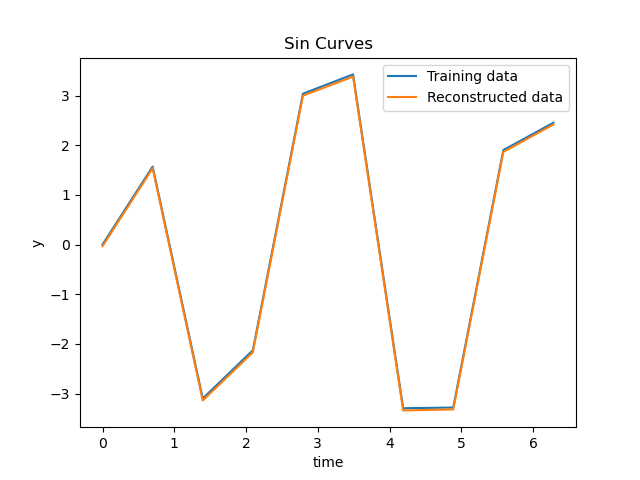 Sin Curves
Training data
Reconstructed data
3
2
1
0
−1
−2
−3
y
0 1 2 3 4 5 6
time